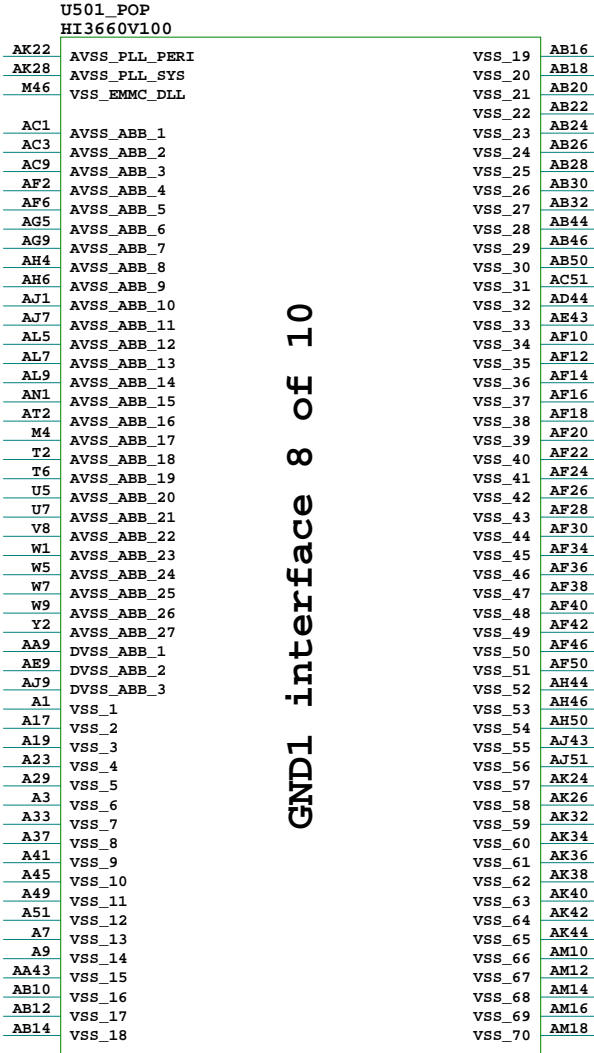 U501_POP
HI3660V100
AK22 AVSS_PLL_PERI VSS_19 AB16
AK28 AVSS_PLL_SYS VSS_20 AB18
M46 VSS_EMMC_DLL VSS_21 AB20
VSS_22 AB22
AC1 AVSS_ABB_1 VSS_23 AB24
AC3 AVSS_ABB_2 VSS_24 AB26
AC9 AVSS_ABB_3 VSS_25 AB28
AF2 AVSS_ABB_4 VSS_26 AB30
AF6 AVSS_ABB_5 VSS_27 AB32
AG5 AVSS_ABB_6 VSS_28 AB44
AG9 AVSS_ABB_7 VSS_29 AB46
AH4 AVSS_ABB_8 VSS_30 AB50
AH6 AVSS_ABB_9 VSS_31 AC51
AJ1 AVSS_ABB_10 VSS_32 AD44
AJ7 AVSS_ABB_11 VSS_33 AE43
AL5 AVSS_ABB_12 VSS_34 AF10
AL7 AVSS_ABB_13 VSS_35 AF12
AL9 AVSS_ABB_14 VSS_36 AF14
AN1 AVSS_ABB_15 VSS_37 AF16
AT2 AVSS_ABB_16 VSS_38 AF18
M4 AVSS_ABB_17 VSS_39 AF20
T2 AVSS_ABB_18 VSS_40 AF22
T6 AVSS_ABB_19 VSS_41 AF24
U5 AVSS_ABB_20 VSS_42 AF26
U7 AVSS_ABB_21 VSS_43 AF28
V8 AVSS_ABB_22 VSS_44 AF30
W1 AVSS_ABB_23 VSS_45 AF34
W5 AVSS_ABB_24 VSS_46 AF36
W7 AVSS_ABB_25 VSS_47 AF38
W9 AVSS_ABB_26 VSS_48 AF40
Y2 AVSS_ABB_27 VSS_49 AF42
AA9 DVSS_ABB_1 VSS_50 AF46
AE9 DVSS_ABB_2 VSS_51 AF50
AJ9 DVSS_ABB_3 VSS_52 AH44
A1 VSS_1 VSS_53 AH46
A17 VSS_2 VSS_54 AH50
A19 VSS_3 VSS_55 AJ43
A23 VSS_4 VSS_56 AJ51
A29 VSS_5 VSS_57 AK24
A3 VSS_6 VSS_58 AK26
A33 VSS_7 VSS_59 AK32
A37 VSS_8 VSS_60 AK34
A41 VSS_9 VSS_61 AK36
A45 VSS_10 VSS_62 AK38
A49 VSS_11 VSS_63 AK40
A51 VSS_12 VSS_64 AK42
A7 VSS_13 VSS_65 AK44
A9 VSS_14 VSS_66 AM10
AA43 VSS_15 VSS_67 AM12
AB10 VSS_16 VSS_68 AM14
AB12 VSS_17 VSS_69 AM16
AB14 VSS_18 VSS_70 AM18
GND1 interface 8 of 10